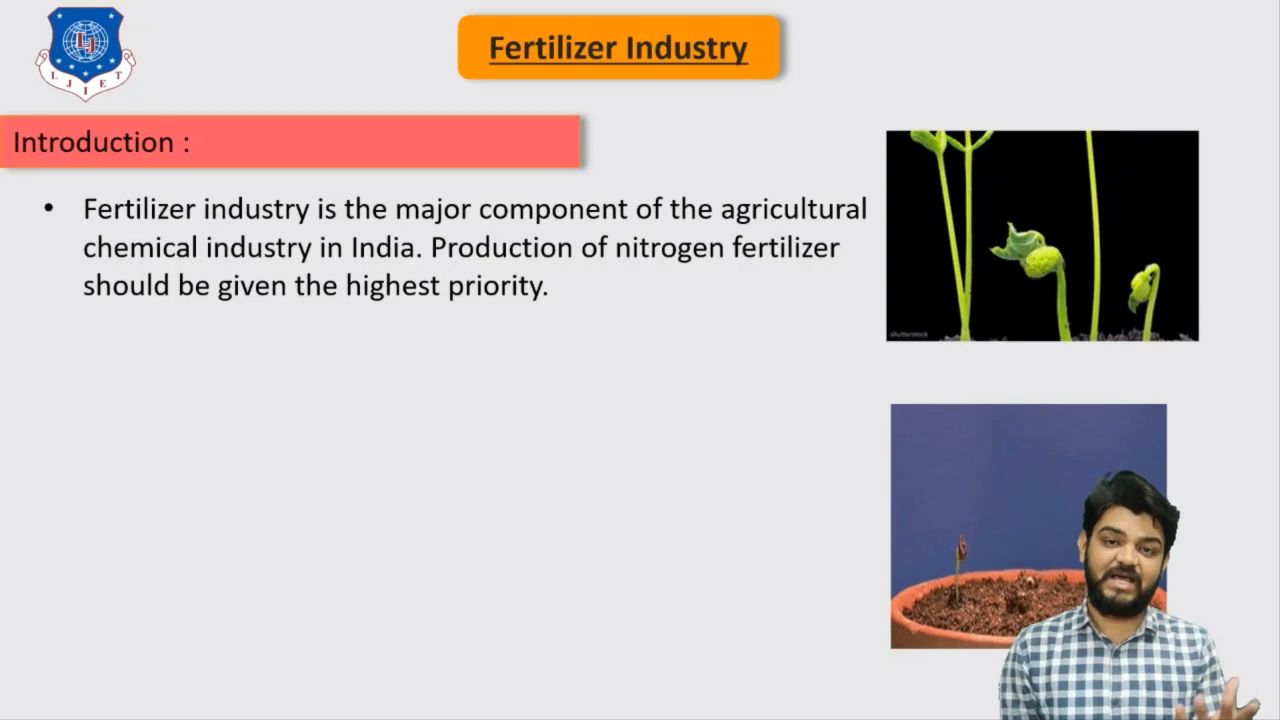 Fertilizer Industry
L J I E T
Introduction :
• Fertilizer industry is the major component of the agricultural
chemical industry in India. Production of nitrogen fertilizer
should be given the highest priority.
shutterstock